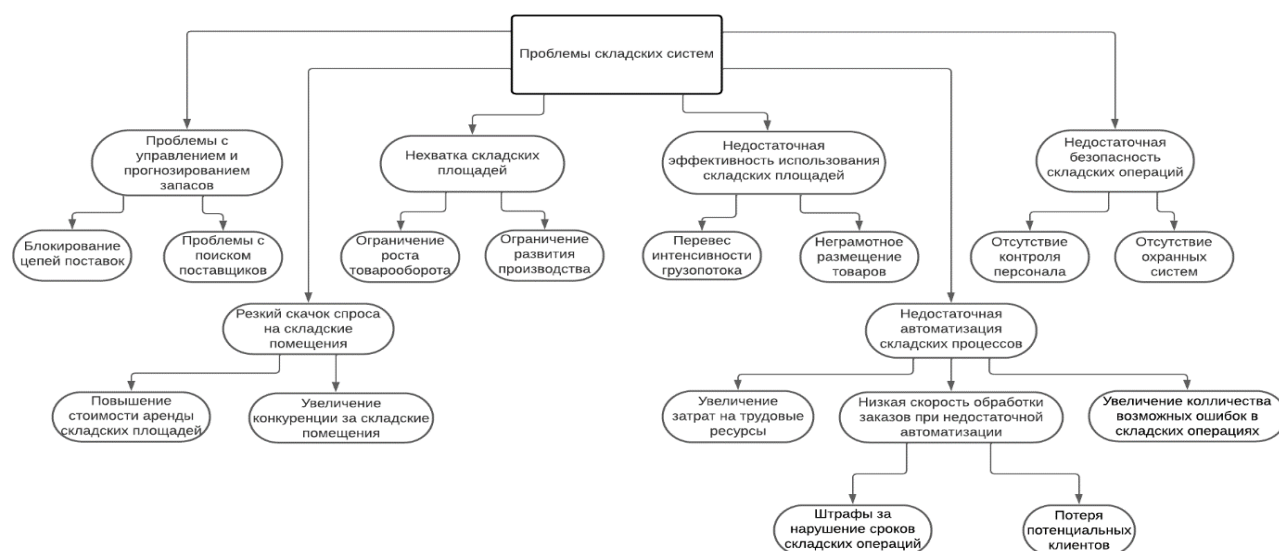 Проблемы складских систем
Проблемы с
управлением и
прогнозированием
запасов
Нехватка складских
площадей
Недостаточная
эффективность использования
складских площадей
Недостаточная
безопасность
складских операций
Блокирование
цепей поставок
Проблемы с
поиском
поставщиков
Ограничение
роста
товарооборота
Ограничение
развития
производства
Перевес
интенсивности
грузопотока
Неграмотное
размещение
товаров
Отсутствие
контроля
персонала
Отсутствие
охранных
систем
Резкий скачок спроса
на складские
помещения
Недостаточная
автоматизация
складских процессов
Повышение
стоимости аренды
складских площадей
Увеличение
конкуренции за складские
помещения
Увеличение
затрат на трудовые
ресурсы
Низкая скорость обработки
заказов при недостаточной
автоматизации
Увеличение колличества
возможных ошибок в
складских операциях
Штрафы за
нарушение сроков
складских операций
Потеря
потенциальных
клиентов